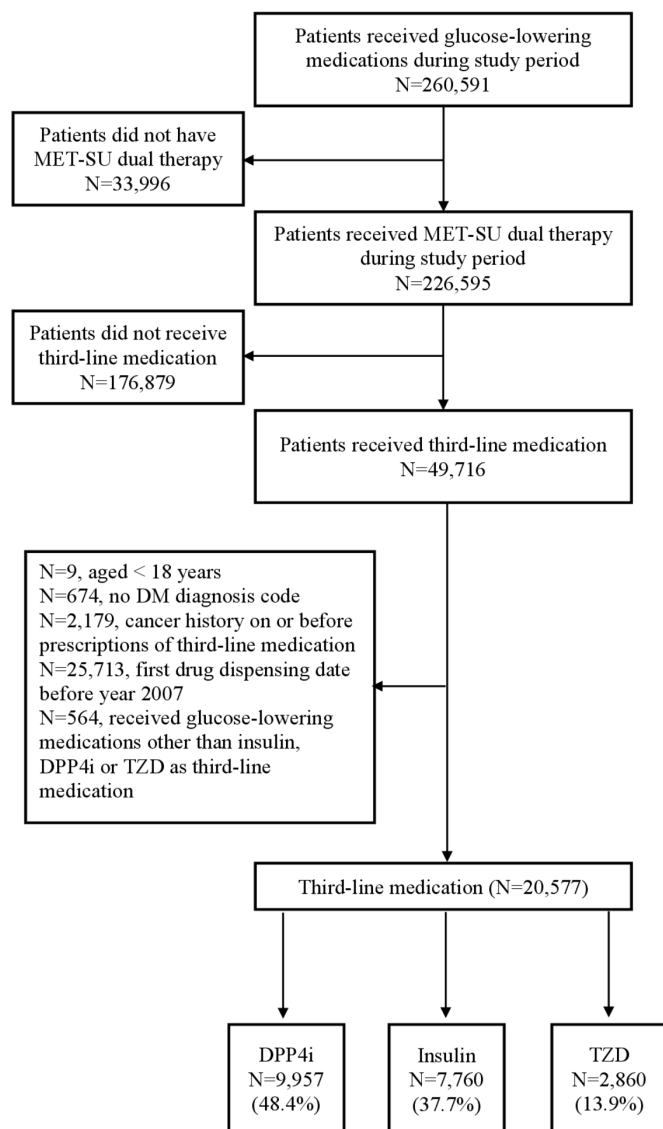 Patients received glucose-lowering
medications during study period
N=260,591
Patients did not have
MET-SU dual therapy
N=33,996
Patients received MET-SU dual therapy
during study period
N=226,595
Patients did not receive
third-line medication
N=176,879
Patients received third-line medication
N=49,716
N=9, aged < 18 years
N=674, no DM diagnosis code
N=2,179, cancer history on or before
prescriptions of third-line medication
N=25,713, first drug dispensing date
before year 2007
N=564, received glucose-lowering
medications other than insulin,
DPP4i or TZD as third-line
medication
Third-line medication (N=20,577)
DPP4i
N=9,957
(48.4%)
Insulin
N=7,760
(37.7%)
TZD
N=2,860
(13.9%)